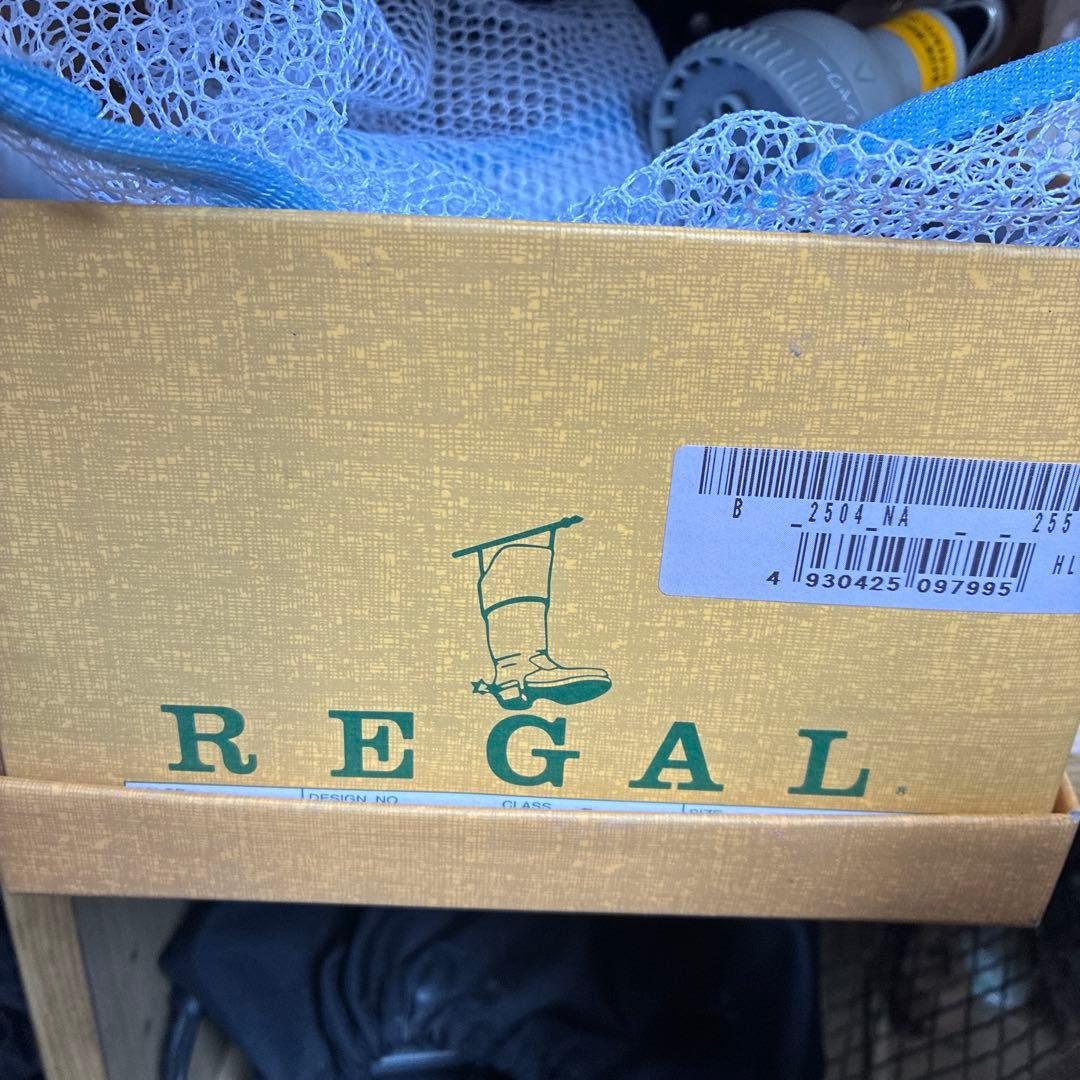 B _2504_NA _ _ 255
HL
4 930425 097995
REGAL
DESIGN NO CLASS